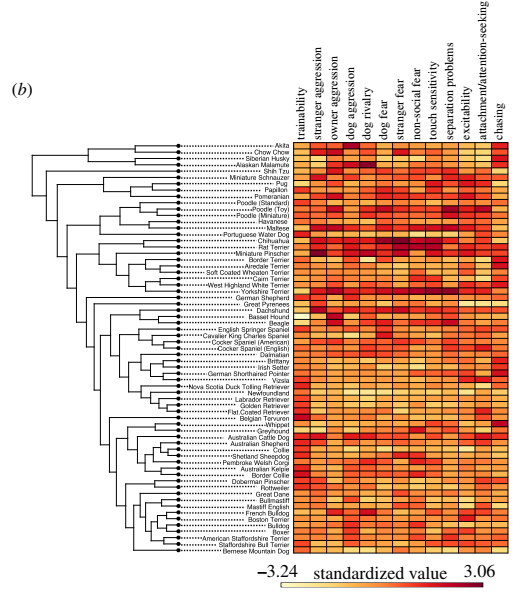 (b)
trainability
stranger aggression
owner aggression
dog aggression
dog rivalry
dog fear
stranger fear
non-social fear
touch sensitivity
separation problems
excitability
attachment/attention-seeking
chasing
Akita
Chow Chow
Siberian Husky
Alaskan Malamute
Shih Tzu
Miniature Schnauzer
Pug
Papillon
Pomeranian
Poodle (Standard)
Poodle (Toy)
Poodle (Miniature)
Havanese
Maltese
Portuguese Water Dog
Chihuahua
Rat Terrier
Miniature Pinscher
Border Terrier
Airedale Terrier
Soft Coated Wheaten Terrier
Cairn Terrier
West Highland White Terrier
Yorkshire Terrier
German Shepherd
Great Pyrenees
Dachshund
Basset Hound
Beagle
English Springer Spaniel
Cavalier King Charles Spaniel
Cocker Spaniel (American)
Cocker Spaniel (English)
Dalmatian
Brittany
Irish Setter
German Shorthaired Pointer
Vizsla
Nova Scotia Duck Tolling Retriever
Newfoundland
Labrador Retriever
Golden Retriever
Flat Coated Retriever
Belgian Tervuren
Whippet
Greyhound
Australian Cattle Dog
Australian Shepherd
Collie
Shetland Sheepdog
Pembroke Welsh Corgi
Australian Kelpie
Border Collie
Doberman Pinscher
Rottweiler
Great Dane
Bullmastiff
Mastiff English
French Bulldog
Boston Terrier
Bulldog
Boxer
American Staffordshire Terrier
Staffordshire Bull Terrier
Bernese Mountain Dog
−3.24 standardized value 3.06